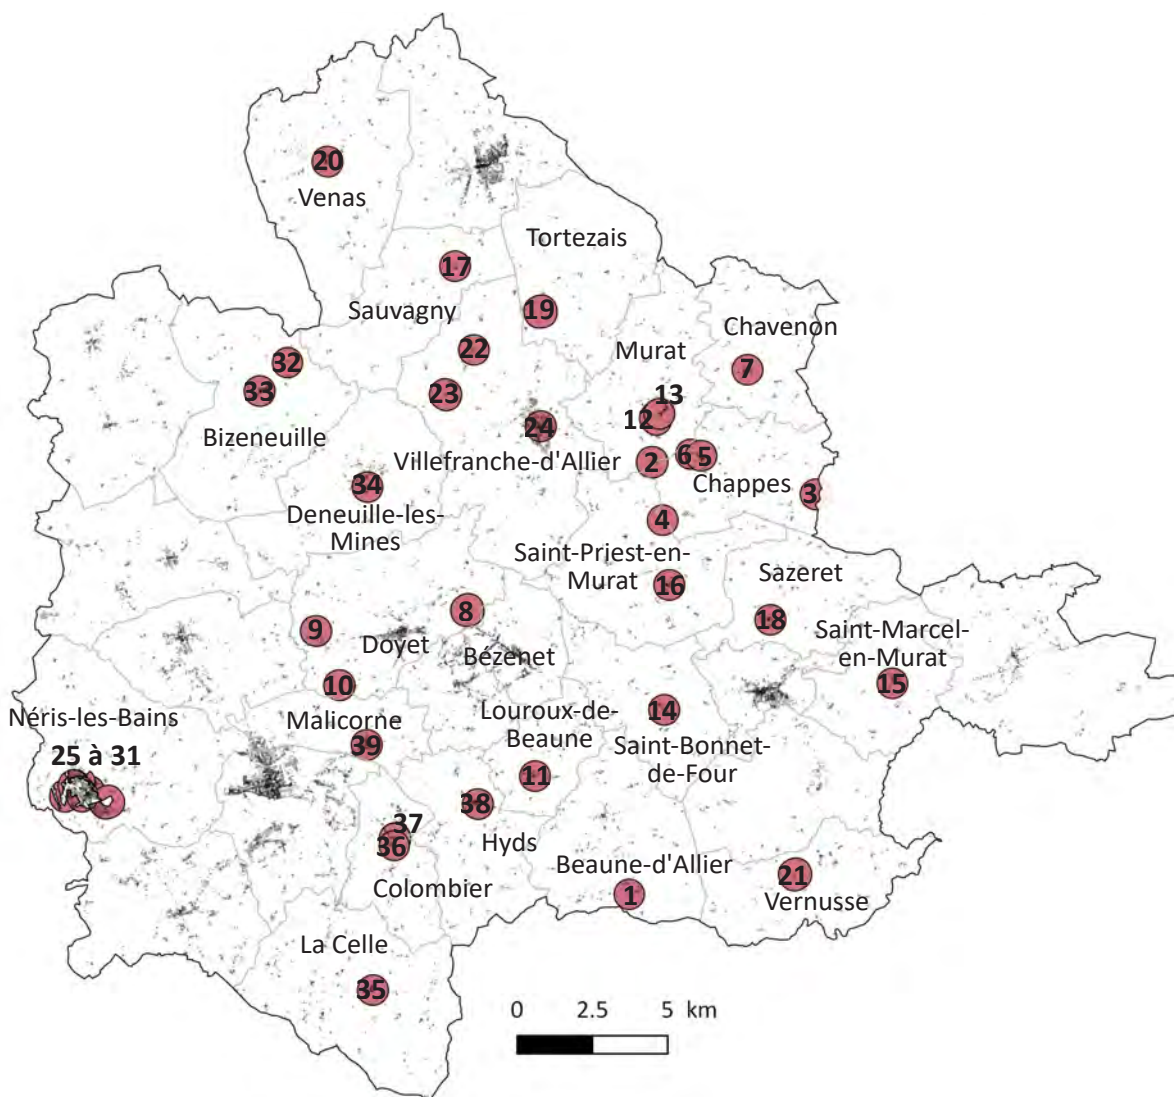 20
Venas
Tortezais
17
Sauvagny
19
Chavenon
Murat
22
7
32
33
23
13
12
24
Bizeneuille
Villefranche-d'Allier
2
6
5
Chappes
3
34
Deneuille-les-
Mines
4
Saint-Priest-en-
Murat
16
Sazeret
8
18
9
Doyet
Bézenet
Saint-Marcel-
en-Murat
10
15
Néris-les-Bains
Malicorne
Louroux-de-
Beaune
14
25 à 31
39
Saint-Bonnet-
de-Four
11
38
37
36
Hyds
Beaune-d'Allier
21
Colombier
1
Vernusse
La Celle
35
0 2.5 5 km